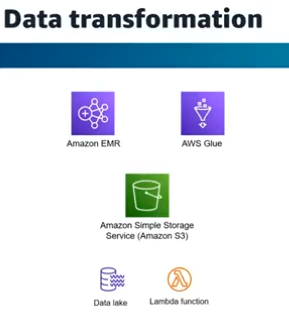 Data transformation
Amazon EMR
AWS Glue
Amazon Simple Storage
Service (Amazon S3)
Data lake
Lambda function